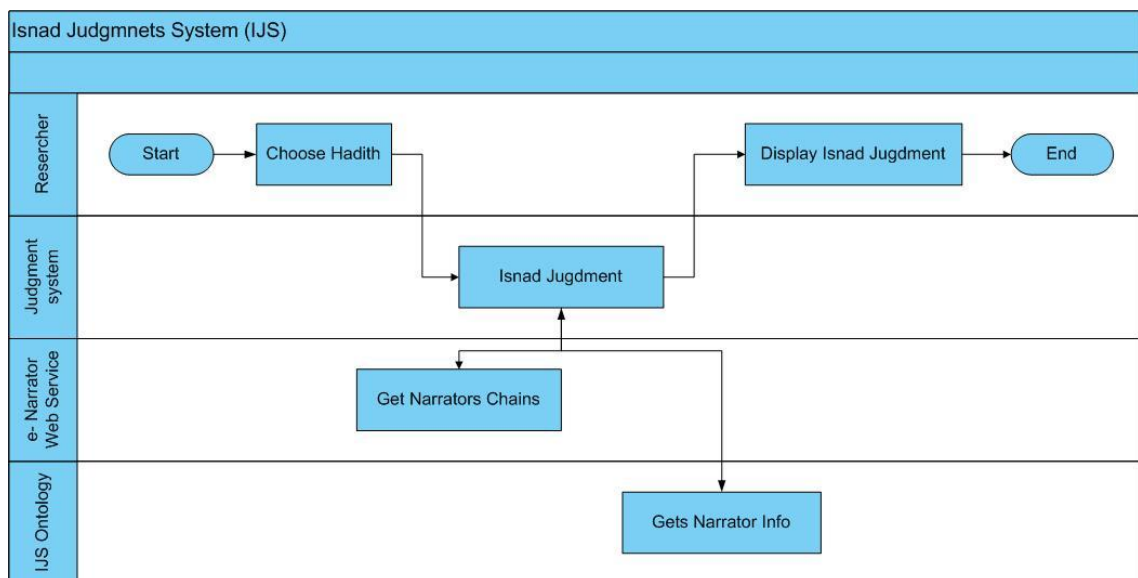 Isnad Judgmnets System (IJS)
Resercher
Start
Choose Hadith
Display Isnad Jugdment
End
Judgment
system
Isnad Jugdment
e- Narrator
Web Service
Get Narrators Chains
IJS Ontology
Gets Narrator Info